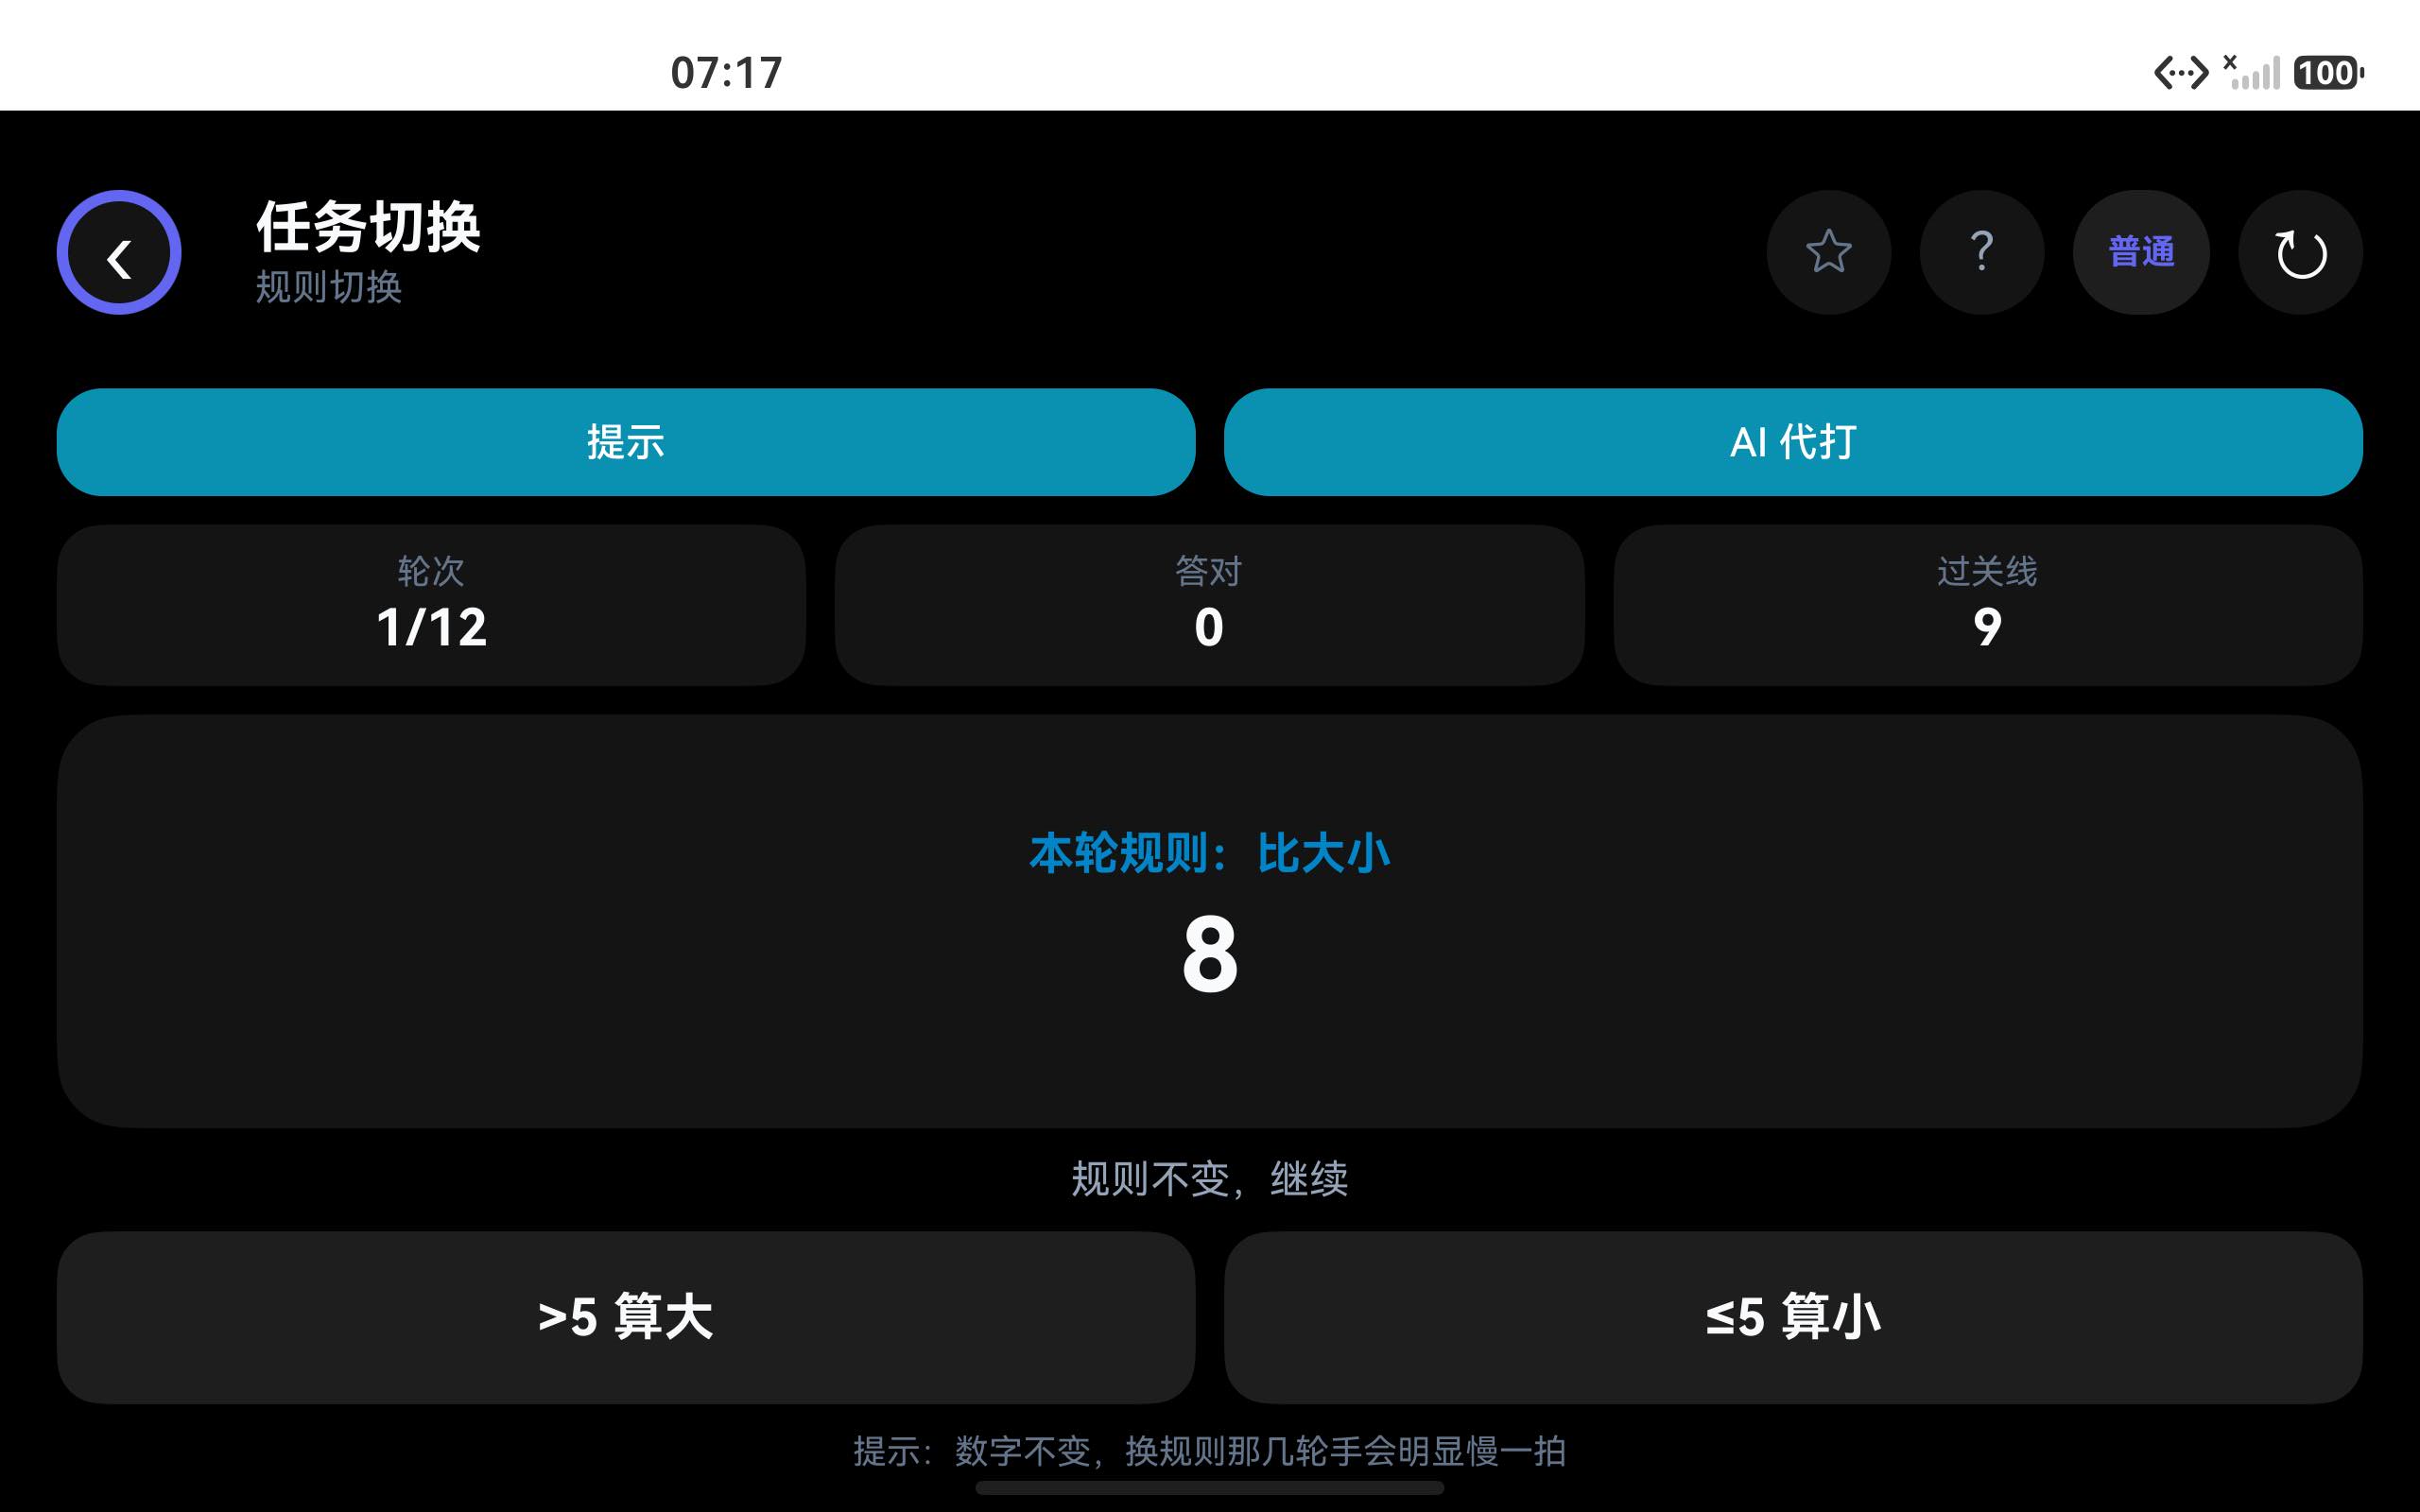 07:17
100
任务切换
规则切换
?
普通
提示
AI 代打
轮次
1/12
答对
0
过关线
9
本轮规则：比大小
8
规则不变，继续
>5 算大
≤5 算小
提示：数字不变，换规则那几轮手会明显慢一拍